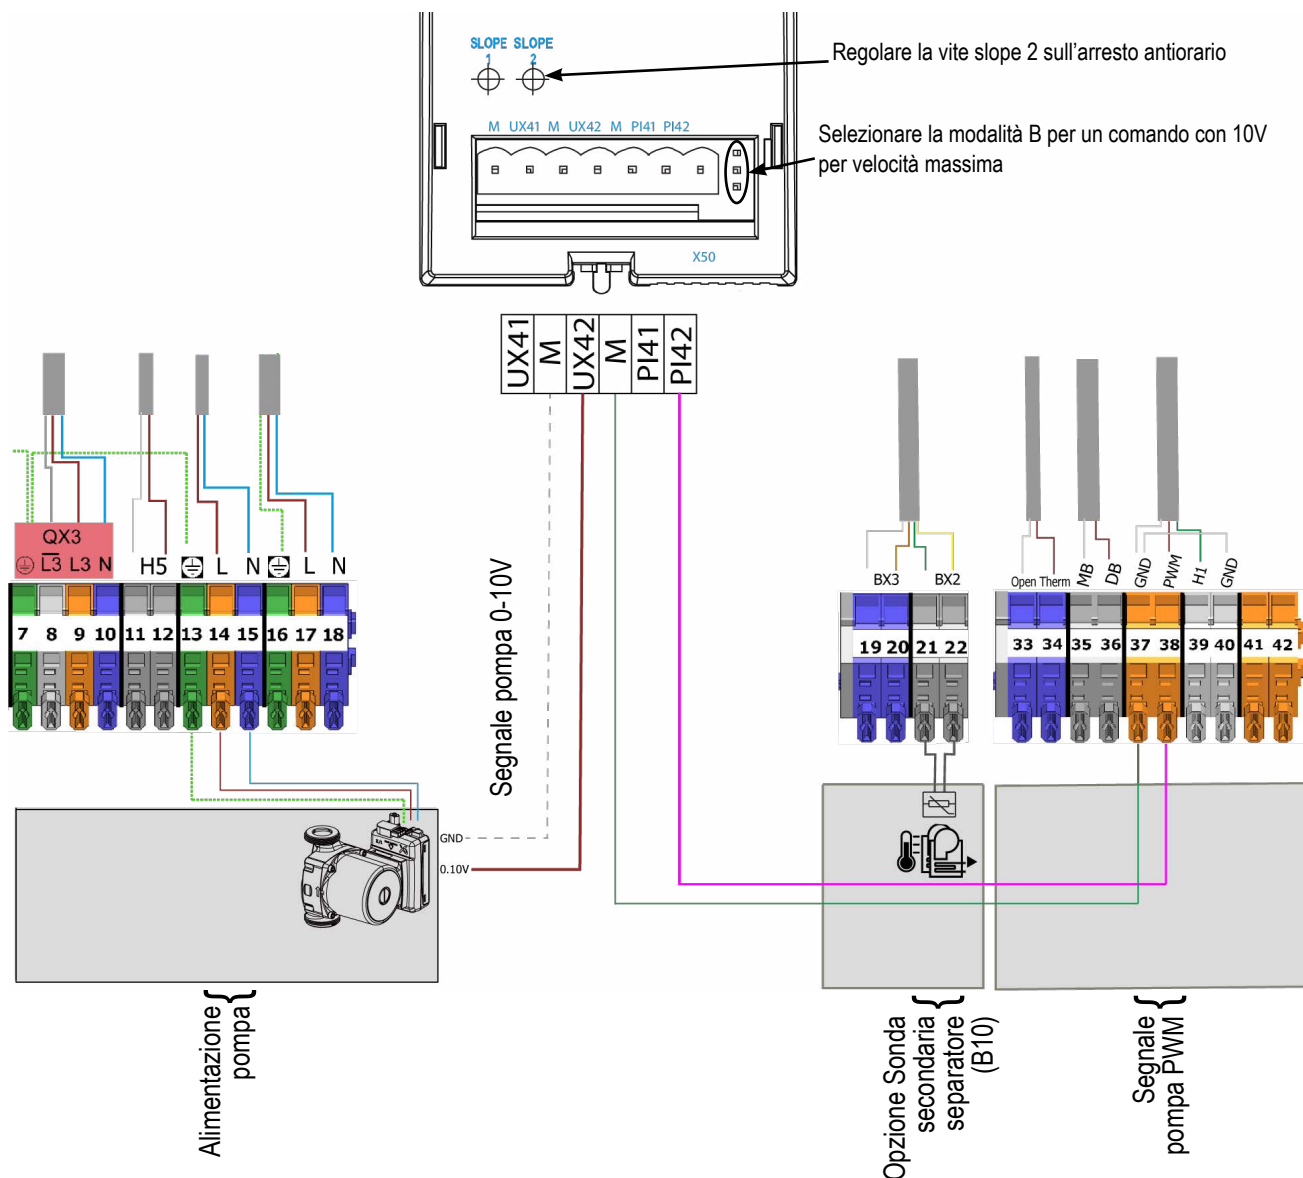 SLOPE SLOPE
1 2
Regolare la vite slope 2 sull'arresto antiorario
M UX41 M UX42 M PI41 PI42
Selezionare la modalità B per un comando con 10V
per velocità massima
X50
UX41
M
UX42
M
PI41
PI42
QX3
L3 L3 N
H5
L N
L N
7 8 9 10 11 12 13 14 15 16 17 18
BX3 BX2
19 20 21 22
Open Therm
MB
DB
GND
PWM
H1
GND
33 34 35 36 37 38 39 40 41 42
Segnale pompa 0-10V
GND
0.10V
Alimentazione
pompa
Opzione Sonda
secondaria
separatore
(B10)
Segnale
pompa PWM